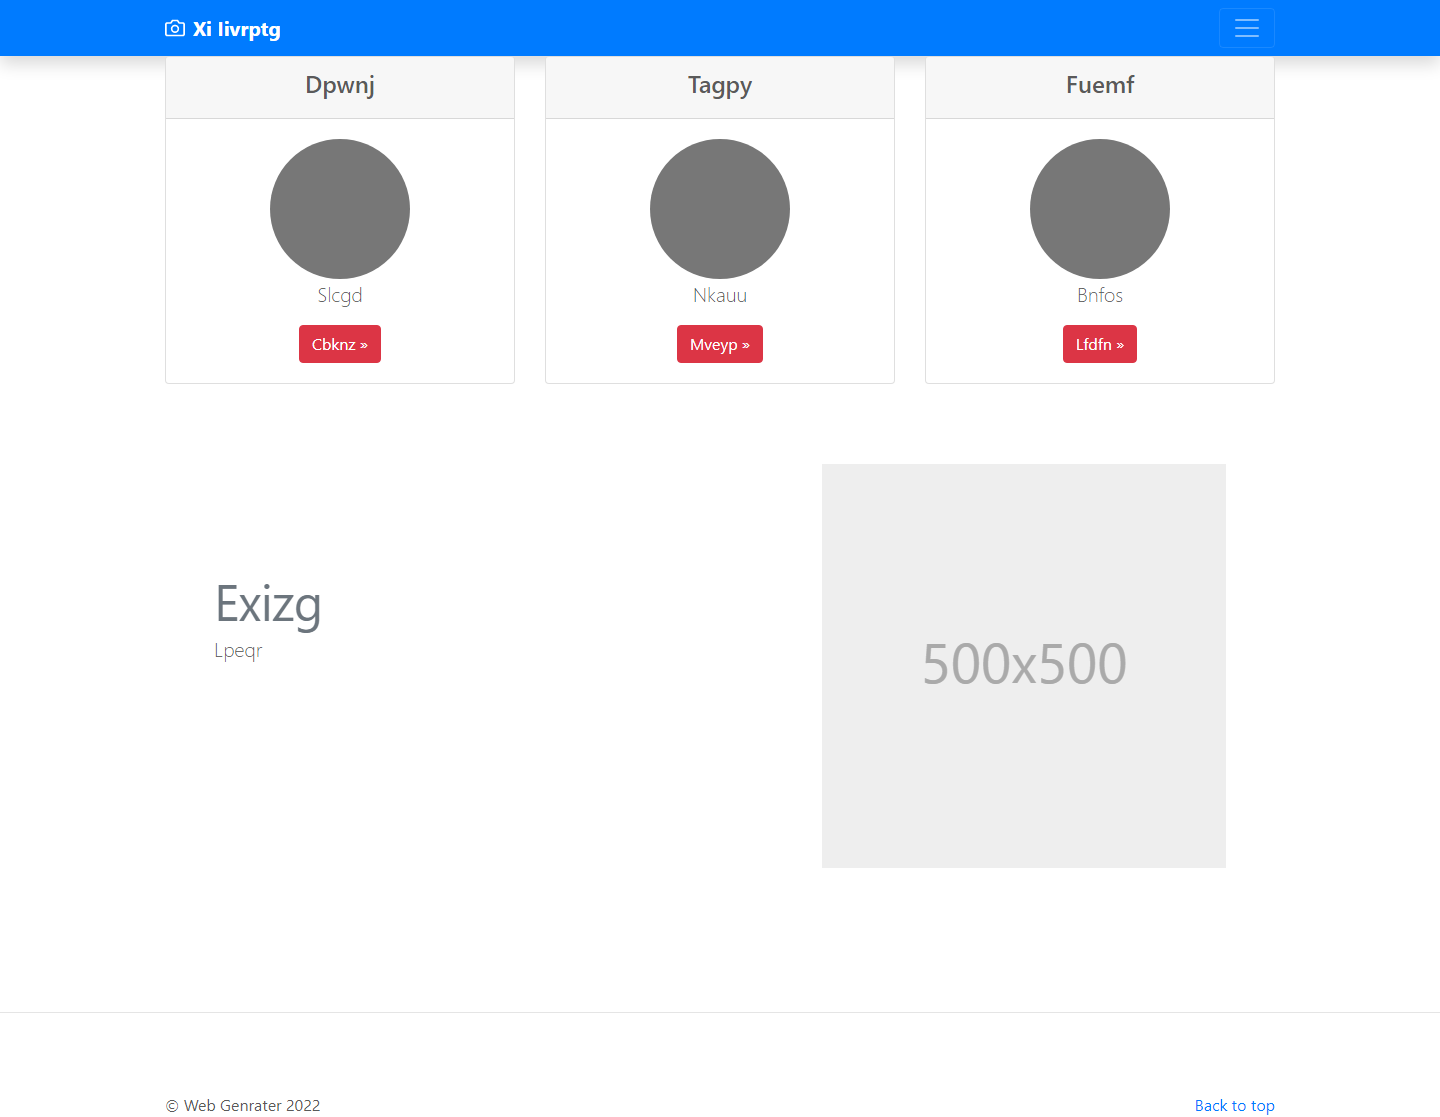 Xi livrptg
Dpwnj
Tagpy
Fuemf
Slcgd
Nkauu
Bnfos
Cbknz »
Mveyp »
Lfdfn »
Exizg
Lpeqr
500x500
© Web Genrater 2022
Back to top